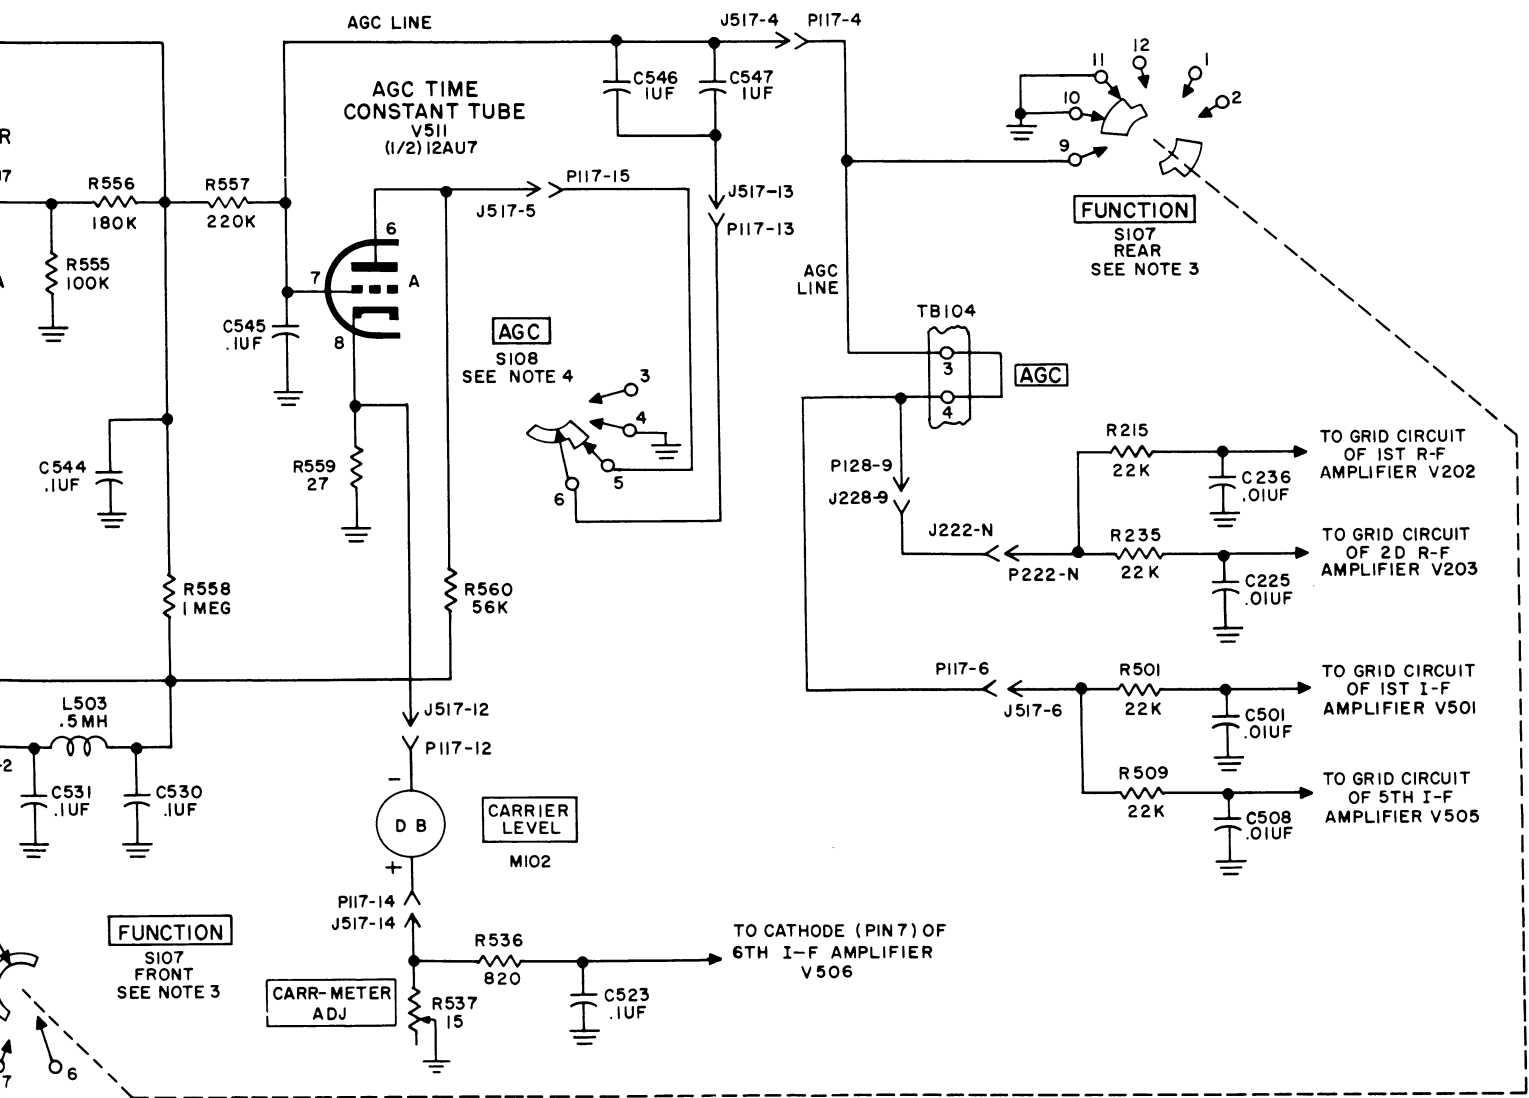 AGC LINE
J517-4 P117-4
C546
1UF
C547
1UF
AGC TIME
CONSTANT TUBE
V511
(1/2)12AU7
R
J7
R556
180K
R557
220K
R555
100K
P117-15
J517-5
J517-13
P117-13
6
7
8
A
C545
.1UF
AGC
S108
SEE NOTE 4
3
4
5
6
11
12
1
2
10
9
FUNCTION
S107
REAR
SEE NOTE 3
AGC
LINE
TB104
3
4
AGC
C544
.1UF
R559
27
R558
1 MEG
R560
56K
P128-9
J228-9
J222-N
P222-N
R215
22K
C236
.01UF
TO GRID CIRCUIT
OF 1ST R-F
AMPLIFIER V202
R235
22K
C225
.01UF
TO GRID CIRCUIT
OF 2D R-F
AMPLIFIER V203
P117-6
J517-6
R501
22K
C501
.01UF
TO GRID CIRCUIT
OF 1ST I-F
AMPLIFIER V501
R509
22K
C508
.01UF
TO GRID CIRCUIT
OF 5TH I-F
AMPLIFIER V505
L503
.5MH
-2
C531
.1UF
C530
.1UF
J517-12
P117-12
-
DB
+
CARRIER
LEVEL
M102
P117-14
J517-14
FUNCTION
S107
FRONT
SEE NOTE 3
7
6
CARR-METER
ADJ
R537
15
R536
820
C523
.1UF
TO CATHODE (PIN 7) OF
6TH I-F AMPLIFIER
V506